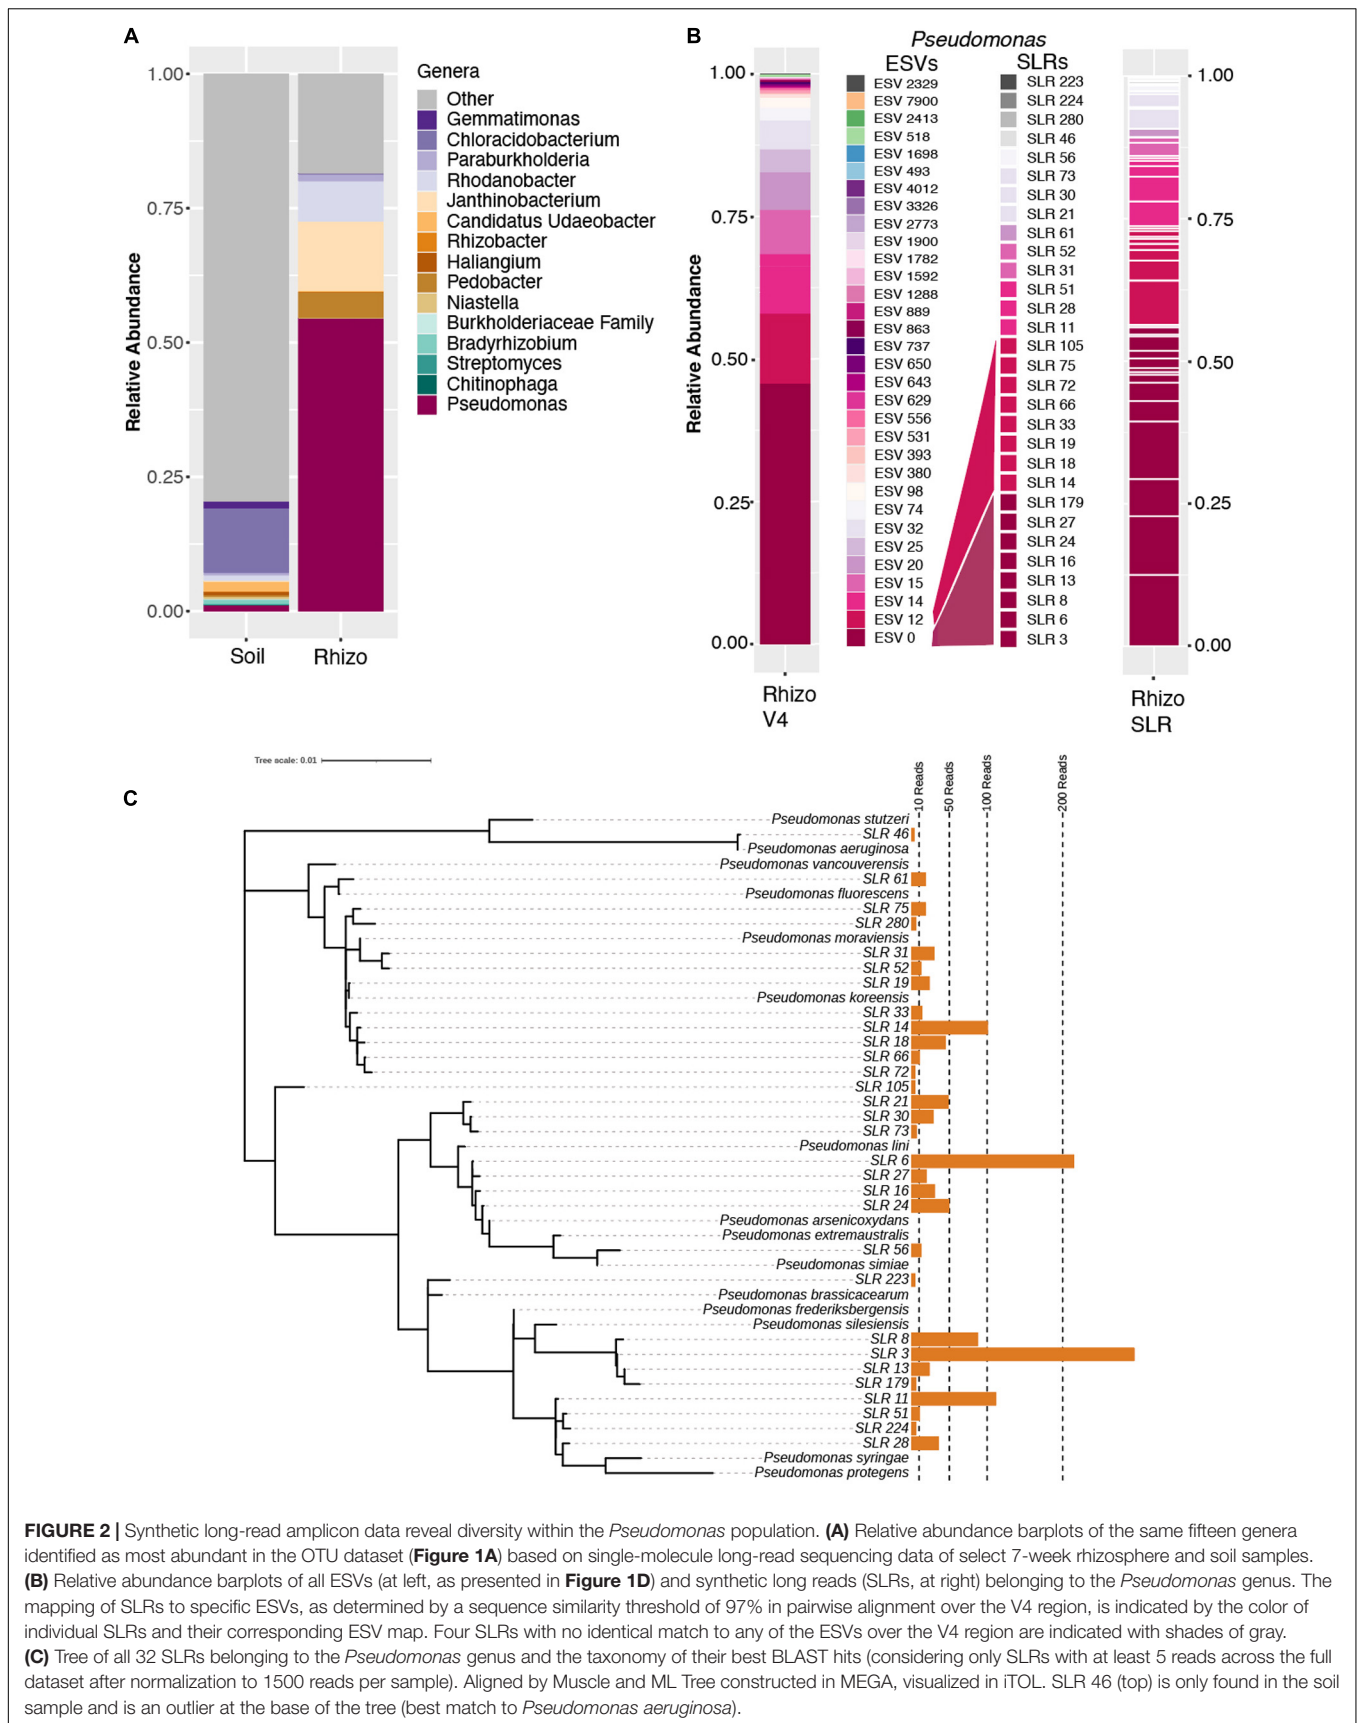 A
1.00
0.75
0.50
0.25
0.00
Relative Abundance
Soil
Rhizo
Genera
Other
Gemmatimonas
Chloracidobacterium
Paraburkholderia
Rhodanobacter
Janthinobacterium
Candidatus Udaeobacter
Rhizobacter
Haliangium
Pedobacter
Niastella
Burkholderiaceae Family
Bradyrhizobium
Streptomyces
Chitinophaga
Pseudomonas
B
Pseudomonas
1.00
0.75
0.50
0.25
0.00
Relative Abundance
Rhizo
V4
ESVs
ESV 2329
ESV 7900
ESV 2413
ESV 518
ESV 1698
ESV 493
ESV 4012
ESV 3326
ESV 2773
ESV 1900
ESV 1782
ESV 1592
ESV 1288
ESV 889
ESV 863
ESV 737
ESV 650
ESV 643
ESV 629
ESV 556
ESV 531
ESV 393
ESV 380
ESV 98
ESV 74
ESV 32
ESV 25
ESV 20
ESV 15
ESV 14
ESV 12
ESV 0
SLRs
SLR 223
SLR 224
SLR 280
SLR 46
SLR 56
SLR 73
SLR 30
SLR 21
SLR 61
SLR 52
SLR 31
SLR 51
SLR 28
SLR 11
SLR 105
SLR 75
SLR 72
SLR 66
SLR 33
SLR 19
SLR 18
SLR 14
SLR 179
SLR 27
SLR 24
SLR 16
SLR 13
SLR 8
SLR 6
SLR 3
1.00
0.75
0.50
0.25
0.00
Rhizo
SLR
C
Tree scale: 0.01
10 Reads
50 Reads
100 Reads
200 Reads
Pseudomonas stutzeri
SLR 46
Pseudomonas aeruginosa
Pseudomonas vancouverensis
SLR 61
Pseudomonas fluorescens
SLR 75
SLR 280
Pseudomonas moraviensis
SLR 31
SLR 52
SLR 19
Pseudomonas koreensis
SLR 33
SLR 14
SLR 18
SLR 66
SLR 72
SLR 105
SLR 21
SLR 30
SLR 73
Pseudomonas lini
SLR 6
SLR 27
SLR 16
SLR 24
Pseudomonas arsenicoxydans
Pseudomonas extremaustralis
SLR 56
Pseudomonas simiae
SLR 223
Pseudomonas brassicacearum
Pseudomonas frederiksbergensis
Pseudomonas silesiensis
SLR 8
SLR 3
SLR 13
SLR 179
SLR 11
SLR 51
SLR 224
SLR 28
Pseudomonas syringae
Pseudomonas protegens
FIGURE 2 | Synthetic long-read amplicon data reveal diversity within the Pseudomonas population. (A) Relative abundance barplots of the same fifteen genera
identified as most abundant in the OTU dataset (Figure 1A) based on single-molecule long-read sequencing data of select 7-week rhizosphere and soil samples.
(B) Relative abundance barplots of all ESVs (at left, as presented in Figure 1D) and synthetic long reads (SLRs, at right) belonging to the Pseudomonas genus. The
mapping of SLRs to specific ESVs, as determined by a sequence similarity threshold of 97% in pairwise alignment over the V4 region, is indicated by the color of
individual SLRs and their corresponding ESV map. Four SLRs with no identical match to any of the ESVs over the V4 region are indicated with shades of gray.
(C) Tree of all 32 SLRs belonging to the Pseudomonas genus and the taxonomy of their best BLAST hits (considering only SLRs with at least 5 reads across the full
dataset after normalization to 1500 reads per sample). Aligned by Muscle and ML Tree constructed in MEGA, visualized in iTOL. SLR 46 (top) is only found in the soil
sample and is an outlier at the base of the tree (best match to Pseudomonas aeruginosa).